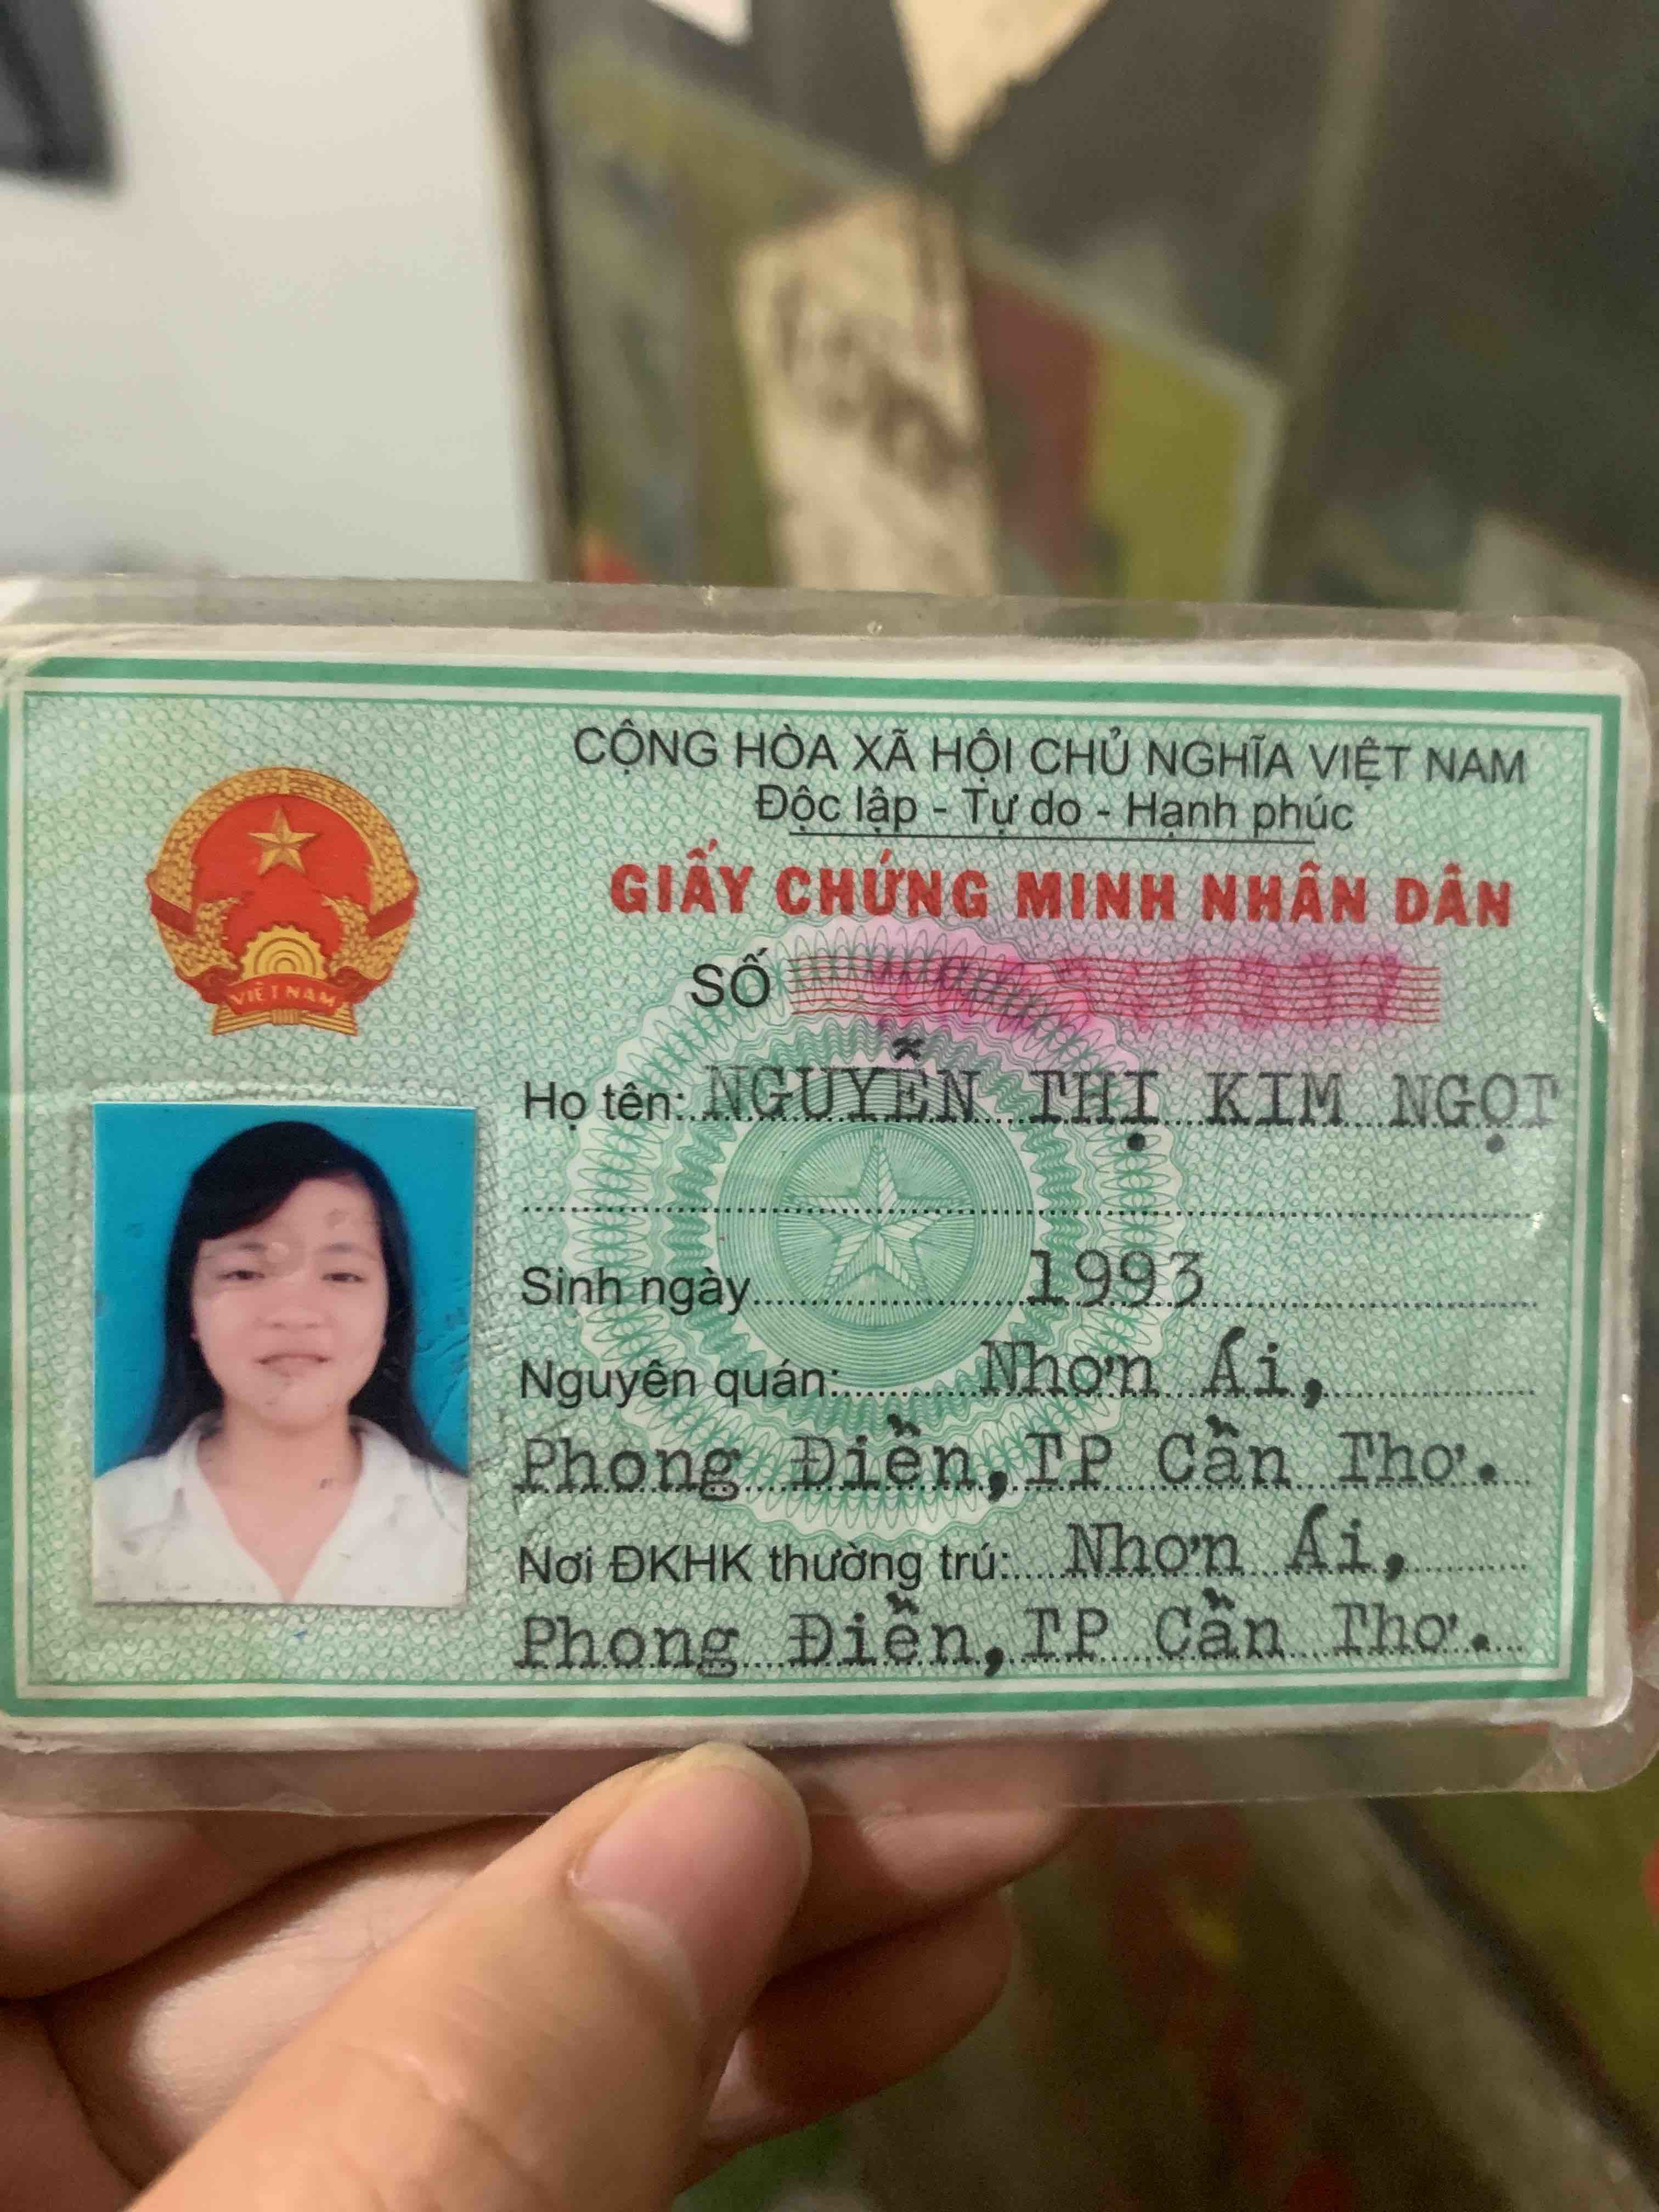 CỘNG HÒA XÃ HỘI CHỦ NGHĨA VIỆT NAM
Độc lập - Tự do - Hạnh phúc
GIẤY CHỨNG MINH NHÂN DÂN
SỐ
VIỆT NAM
Họ tên: NGUYỄN THỊ KIM NGỌT
Sinh ngày 1993
Nguyên quán: Nhơn Ái,
Phong Điền, TP Cần Thơ.
Nơi ĐKHK thường trú: Nhơn Ái,
Phong Điền, TP Cần Thơ.